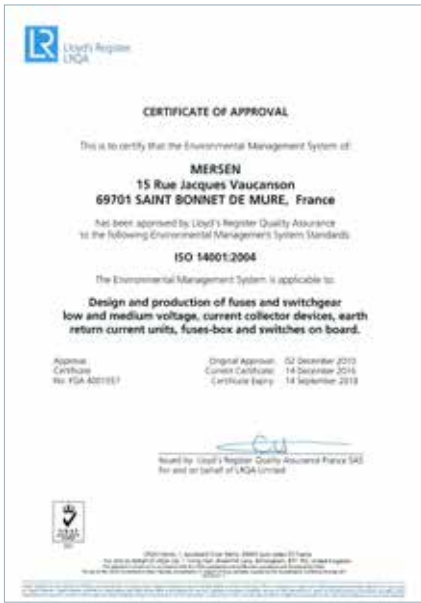 LR
Lloyd's Register
LRQA
CERTIFICATE OF APPROVAL
This is to certify that the Environmental Management System of:
MERSEN
15 Rue Jacques Vaucanson
69701 SAINT BONNET DE MURE, France
has been approved by Lloyd's Register Quality Assurance
to the following Environmental Management System Standards:
ISO 14001:2004
The Environmental Management System is applicable to:
Design and production of fuses and switchgear
low and medium voltage, current collector devices, earth
return current units, fuses-box and switches on board.
Approval
Certificate
No: FQA
Original Approval: 02 December 2010
Current Certificate: 14 December 2016
Certificate Expiry: 14 September 2018
Issued by: Lloyd's Register Quality Assurance France SAS
for and on behalf of LRQA Limited